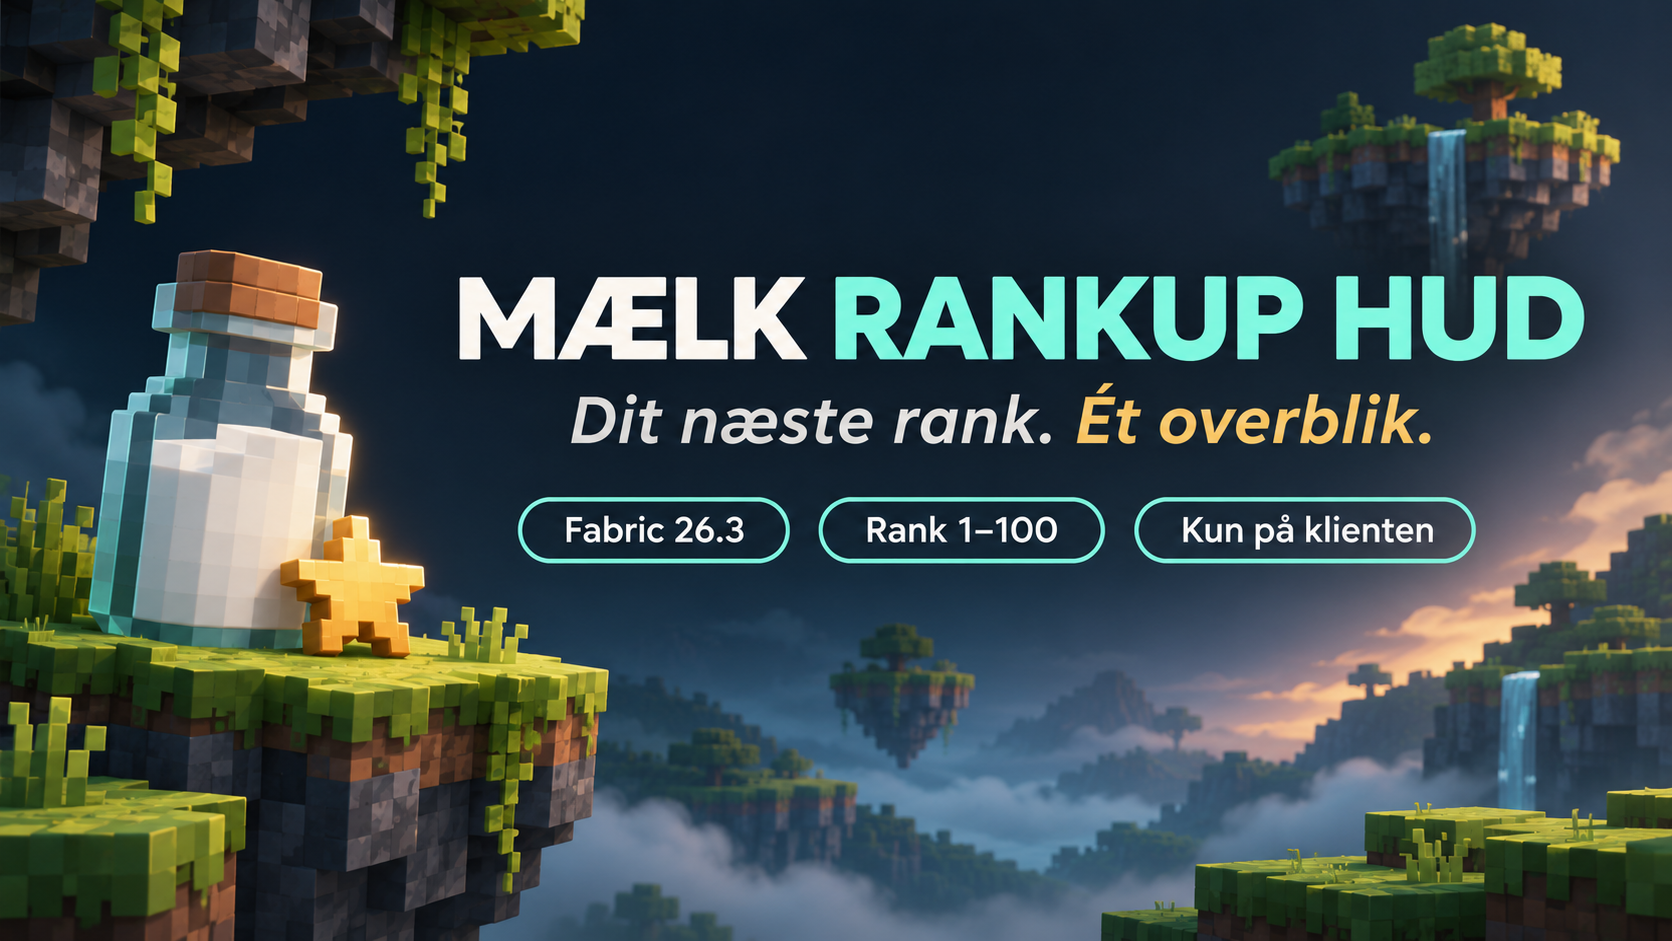 MÆLK RANKUP HUD
Dit næste rank. Ét overblik.
Fabric 26.3
Rank 1–100
Kun på klienten